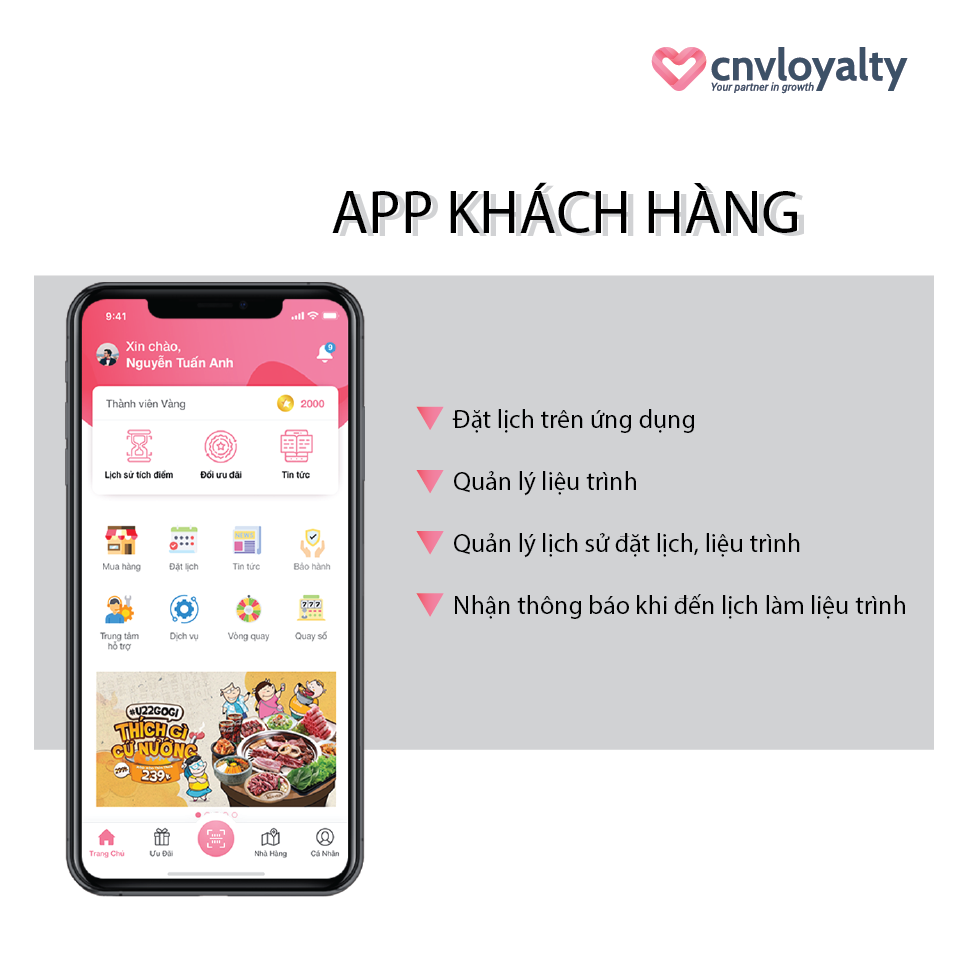 cnvloyalty
Your partner in growth
APP KHÁCH HÀNG
9:41
Xin chào,
Nguyễn Tuấn Anh
9
Thành viên Vàng
2000
Lịch sử tích điểm
Đổi ưu đãi
Tin tức
NEWS
Mua hàng
Đặt lịch
Tin tức
Bảo hành
777
Trung tâm
hỗ trợ
Dịch vụ
Vòng quay
Quay số
#U22GOGI
THÍCH GÌ
CỨ NƯỚNG
299k
239k
Trang Chủ
Ưu Đãi
Nhà Hàng
Cá Nhân
Đặt lịch trên ứng dụng
Quản lý liệu trình
Quản lý lịch sử đặt lịch, liệu trình
Nhận thông báo khi đến lịch làm liệu trình